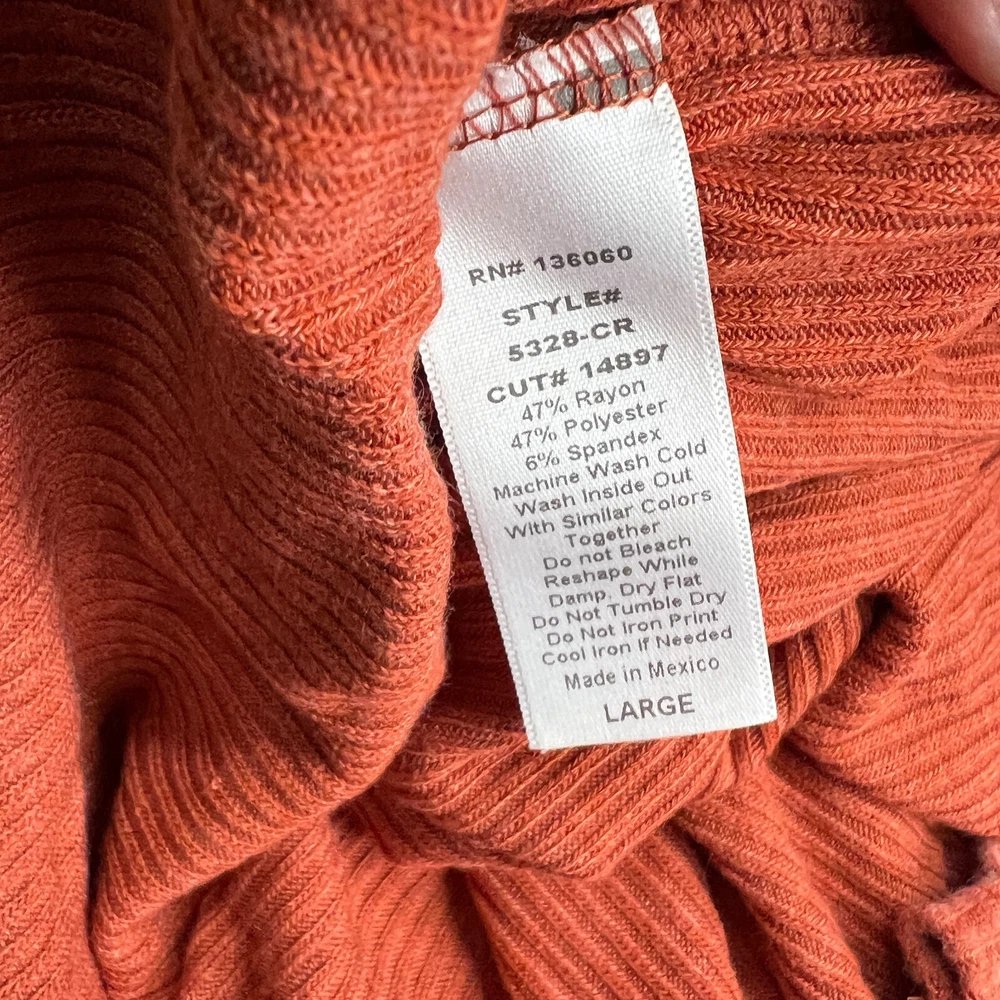 RN# 136060
STYLE#
5328-CR
CUT# 14897
47% Rayon
47% Polyester
6% Spandex
Machine Wash Cold
Wash Inside Out
With Similar Colors
Together
Do not Bleach
Reshape While
Damp, Dry Flat
Do Not Tumble Dry
Do Not Iron Print
Cool Iron If Needed
Made in Mexico
LARGE